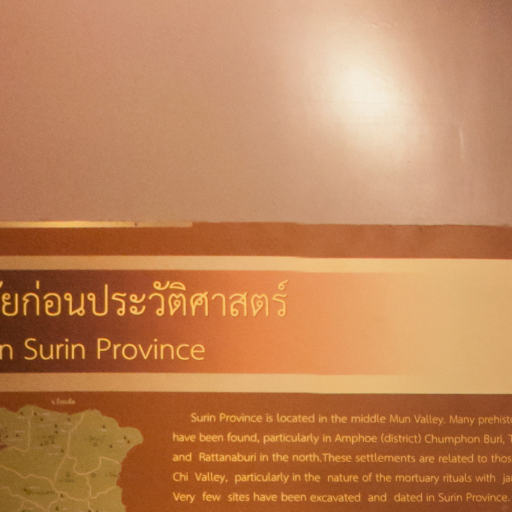 ยก่อนประวัติศาสตร์
n Surin Province
Surin Province is located in the middle Mun Valley. Many
have been found, particularly in Amphoe (district) Chumphon Buri,
and Rattanaburi in the north.These settlements are related to
Chi Valley, particularly in the nature of the mortuary rituals with
Very few sites have been excavated and dated in Surin Province.